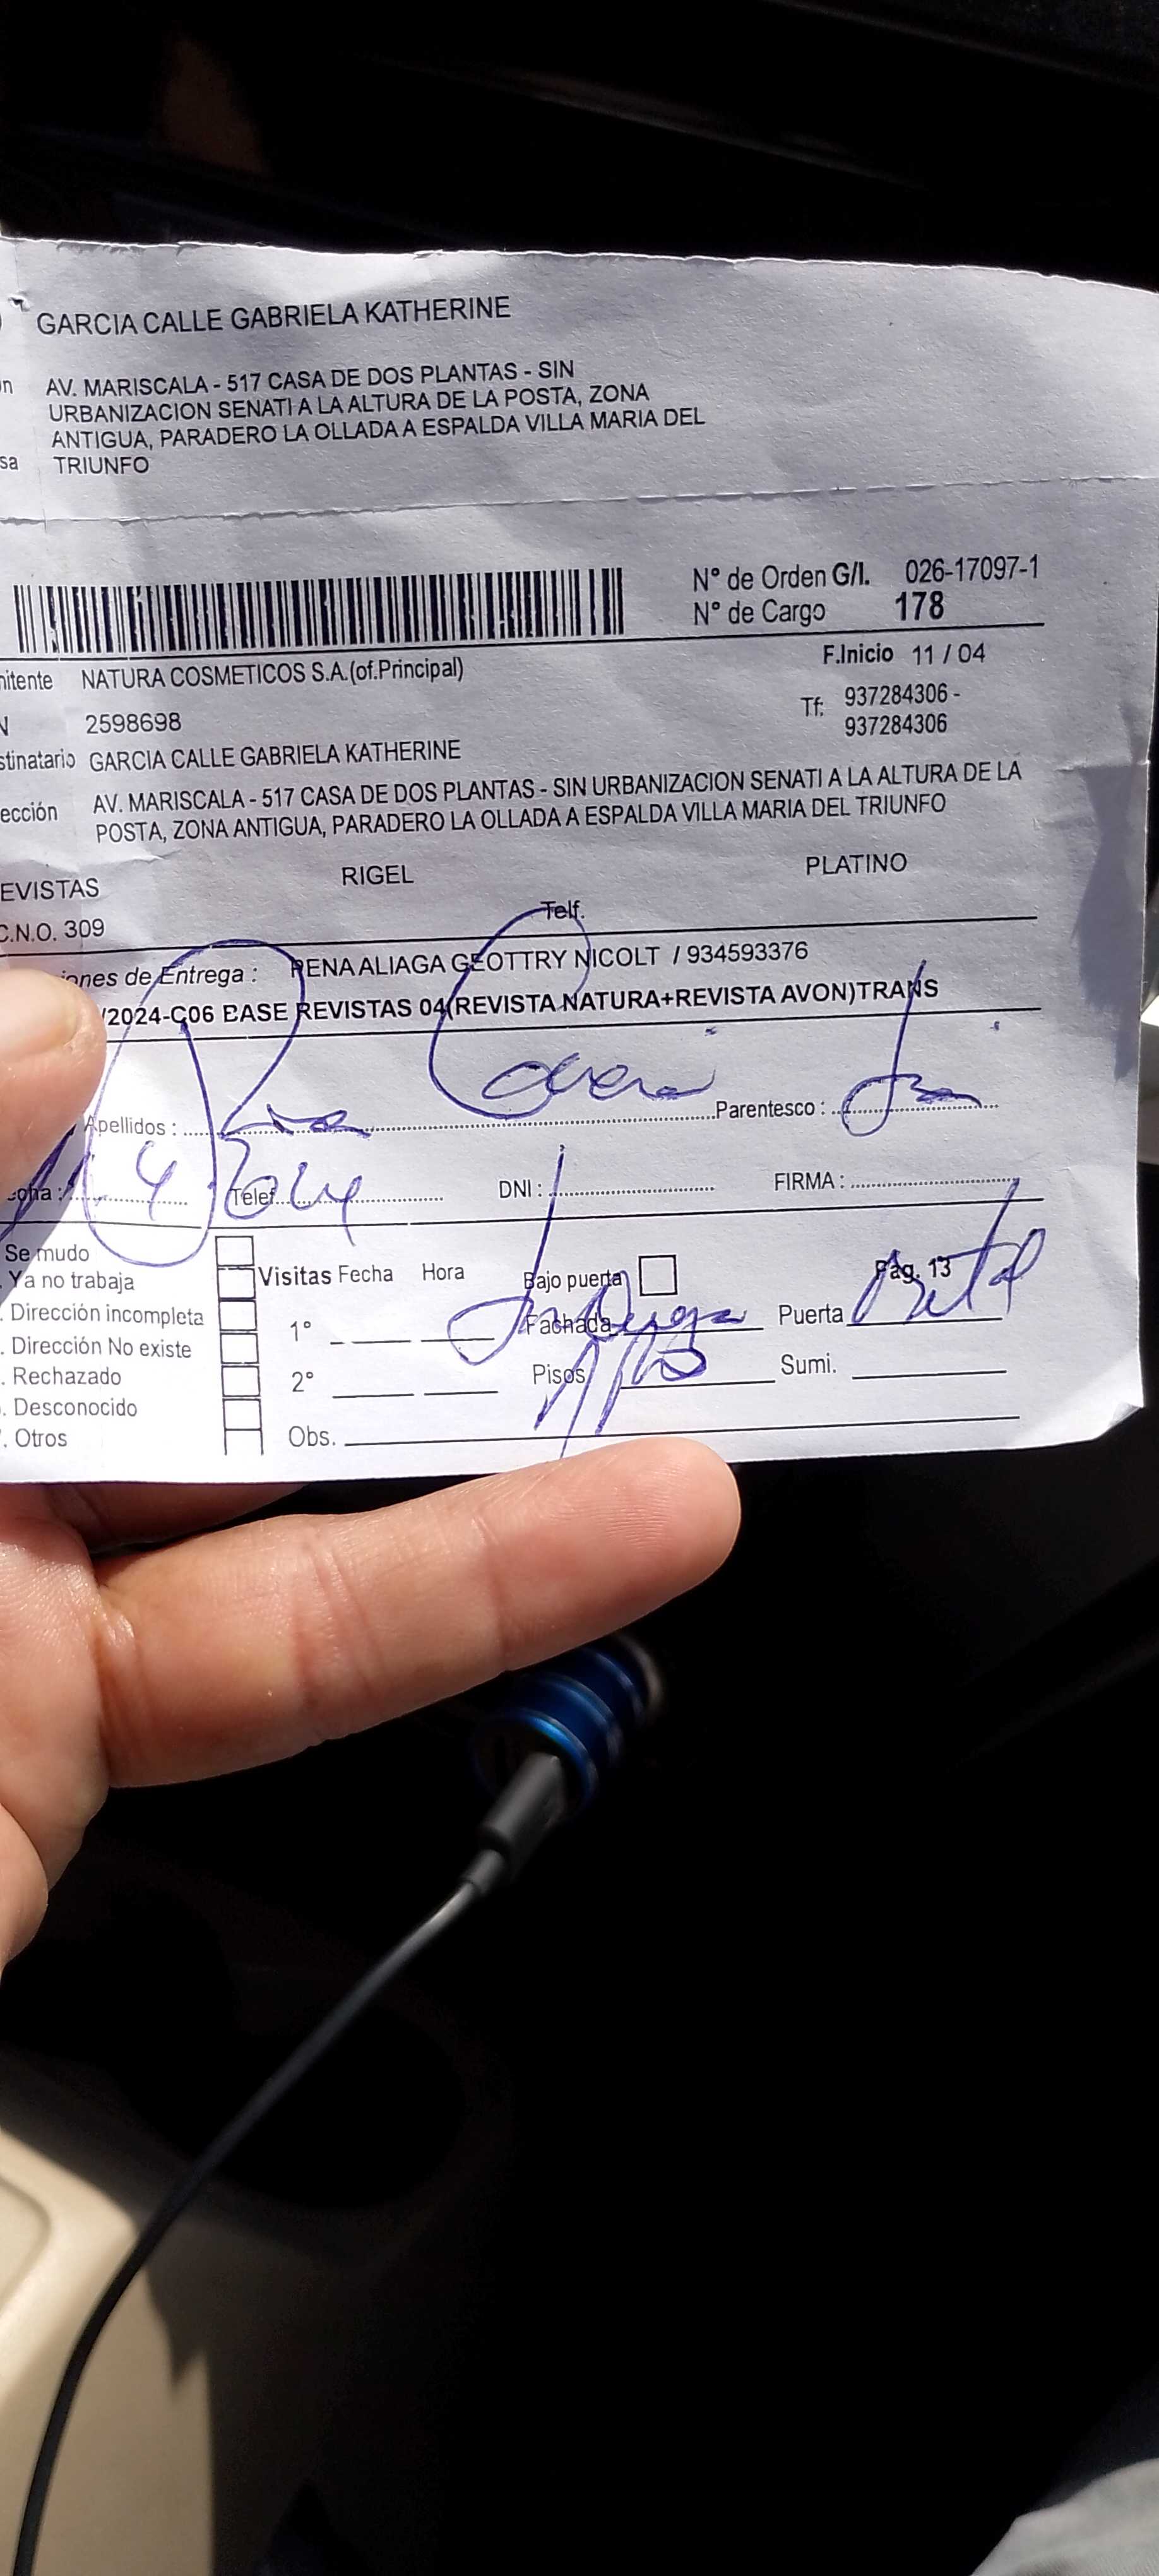 GARCIA CALLE GABRIELA KATHERINE
AV. MARISCALA - 517 CASA DE DOS PLANTAS - SIN
URBANIZACION SENATI A LA ALTURA DE LA POSTA, ZONA
ANTIGUA, PARADERO LA OLLADA A ESPALDA VILLA MARIA DEL
TRIUNFO
N° de Orden G/I. 026-17097-1
N° de Cargo 178
F.Inicio 11 / 04
nitente NATURA COSMETICOS S.A.(of.Principal)
Tf: 937284306 -
937284306
N 2598698
stinatario GARCIA CALLE GABRIELA KATHERINE
ección AV. MARISCALA - 517 CASA DE DOS PLANTAS - SIN URBANIZACION SENATI A LA ALTURA DE LA
POSTA, ZONA ANTIGUA, PARADERO LA OLLADA A ESPALDA VILLA MARIA DEL TRIUNFO
EVISTAS RIGEL PLATINO
C.N.O. 309 Telf.
iones de Entrega : PENA ALIAGA GEOTTRY NICOLT / 934593376
/2024-C06 BASE REVISTAS 04(REVISTA NATURA+REVISTA AVON)TRANS
Apellidos : Parentesco :
echa : 4 Telef. DNI : FIRMA :
Se mudo
Ya no trabaja Visitas Fecha Hora Bajo puerta Pág. 13
. Dirección incompleta 1° Fachada Puerta
. Dirección No existe
. Rechazado 2° Pisos Sumi.
. Desconocido
. Otros Obs.